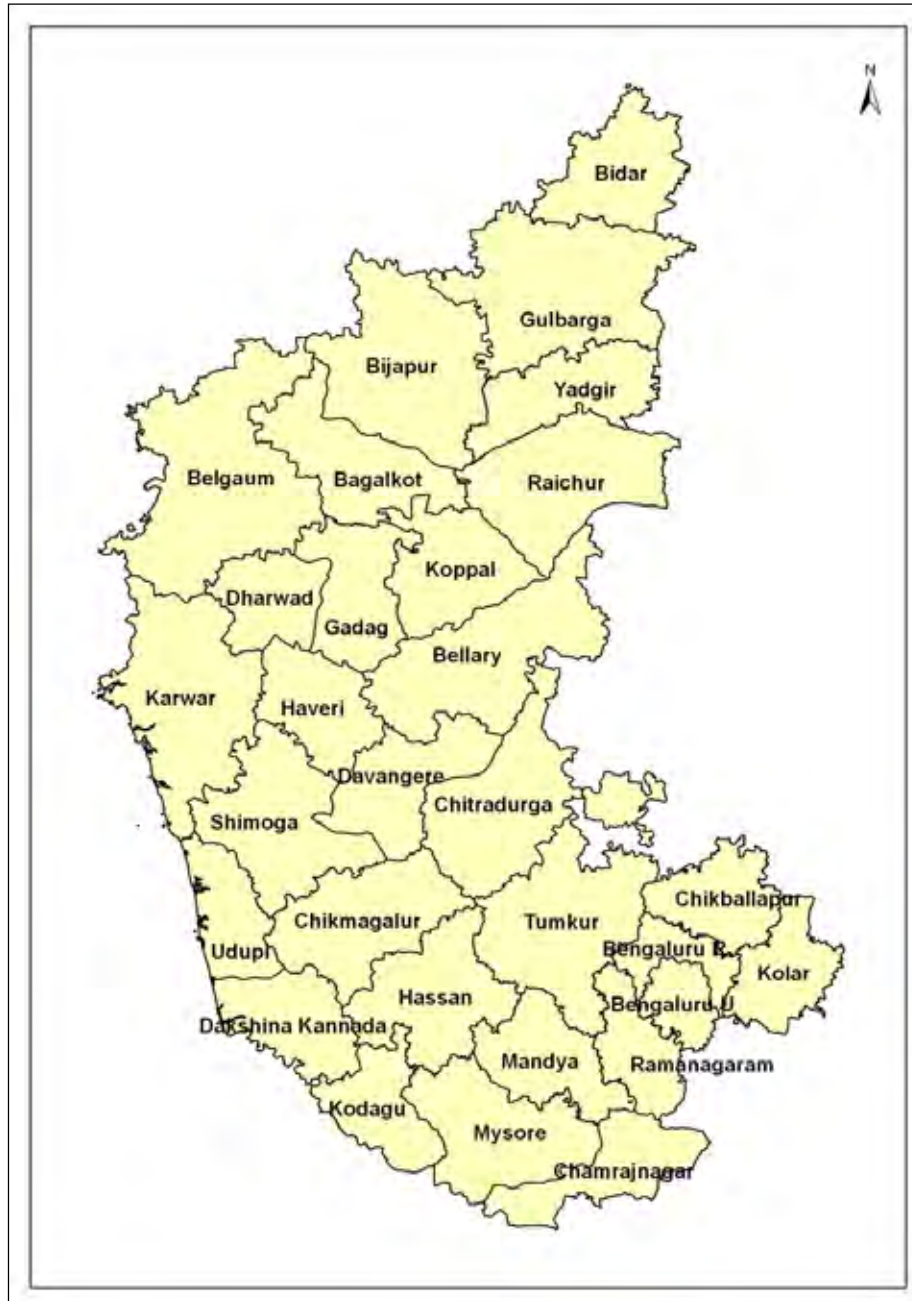 N
Bidar
Gulbarga
Bijapur
Yadgir
Belgaum
Bagalkot
Raichur
Koppal
Dharwad
Gadag
Bellary
Karwar
Haveri
Davangere
Chitradurga
Shimoga
Chikballapur
Chikmagalur
Tumkur
Bengaluru R
Udupi
Kolar
Hassan
Bengaluru U
Dakshina Kannada
Mandya
Ramanagaram
Kodagu
Mysore
Chamrajnagar